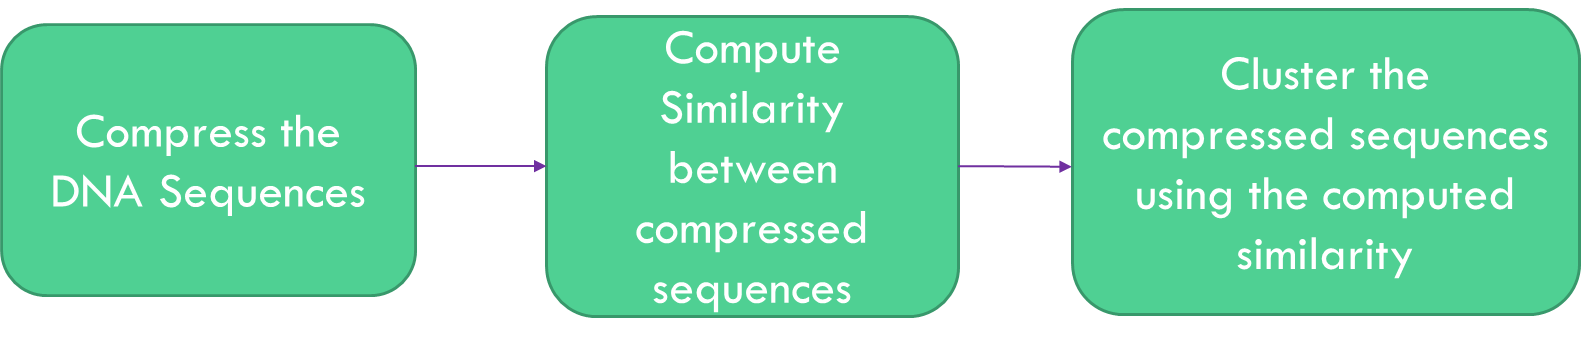 Compress the
DNA Sequences
Compute
Similarity
between
compressed
sequences
Cluster the
compressed sequences
using the computed
similarity